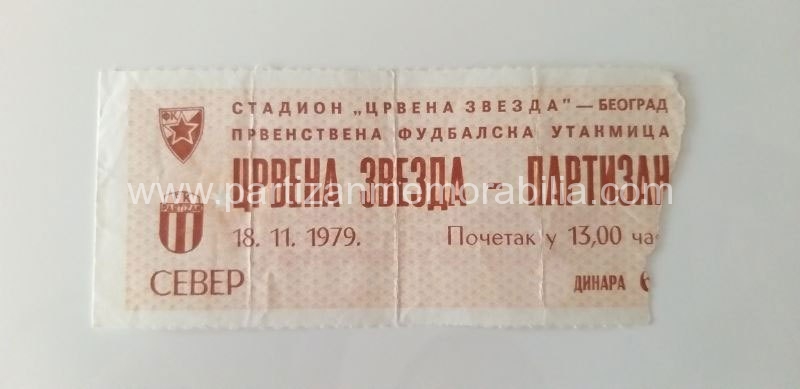 СТАДИОН „ЦРВЕНА ЗВЕЗДА" — БЕОГРАД
ПРВЕНСТВЕНА ФУДБАЛСКА УТАКМИЦА
ЦРВЕНА ЗВЕЗДА - ПАРТИЗАН
www.partizanmemorabilia.com
18. 11. 1979. Почетак у 13,00
СЕВЕР ДИНАРА